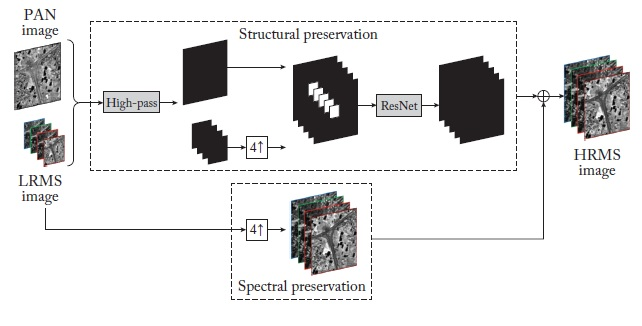 PAN
image
Structural preservation
High-pass
ResNet
4↑
LRMS
image
HRMS
image
4↑
Spectral preservation